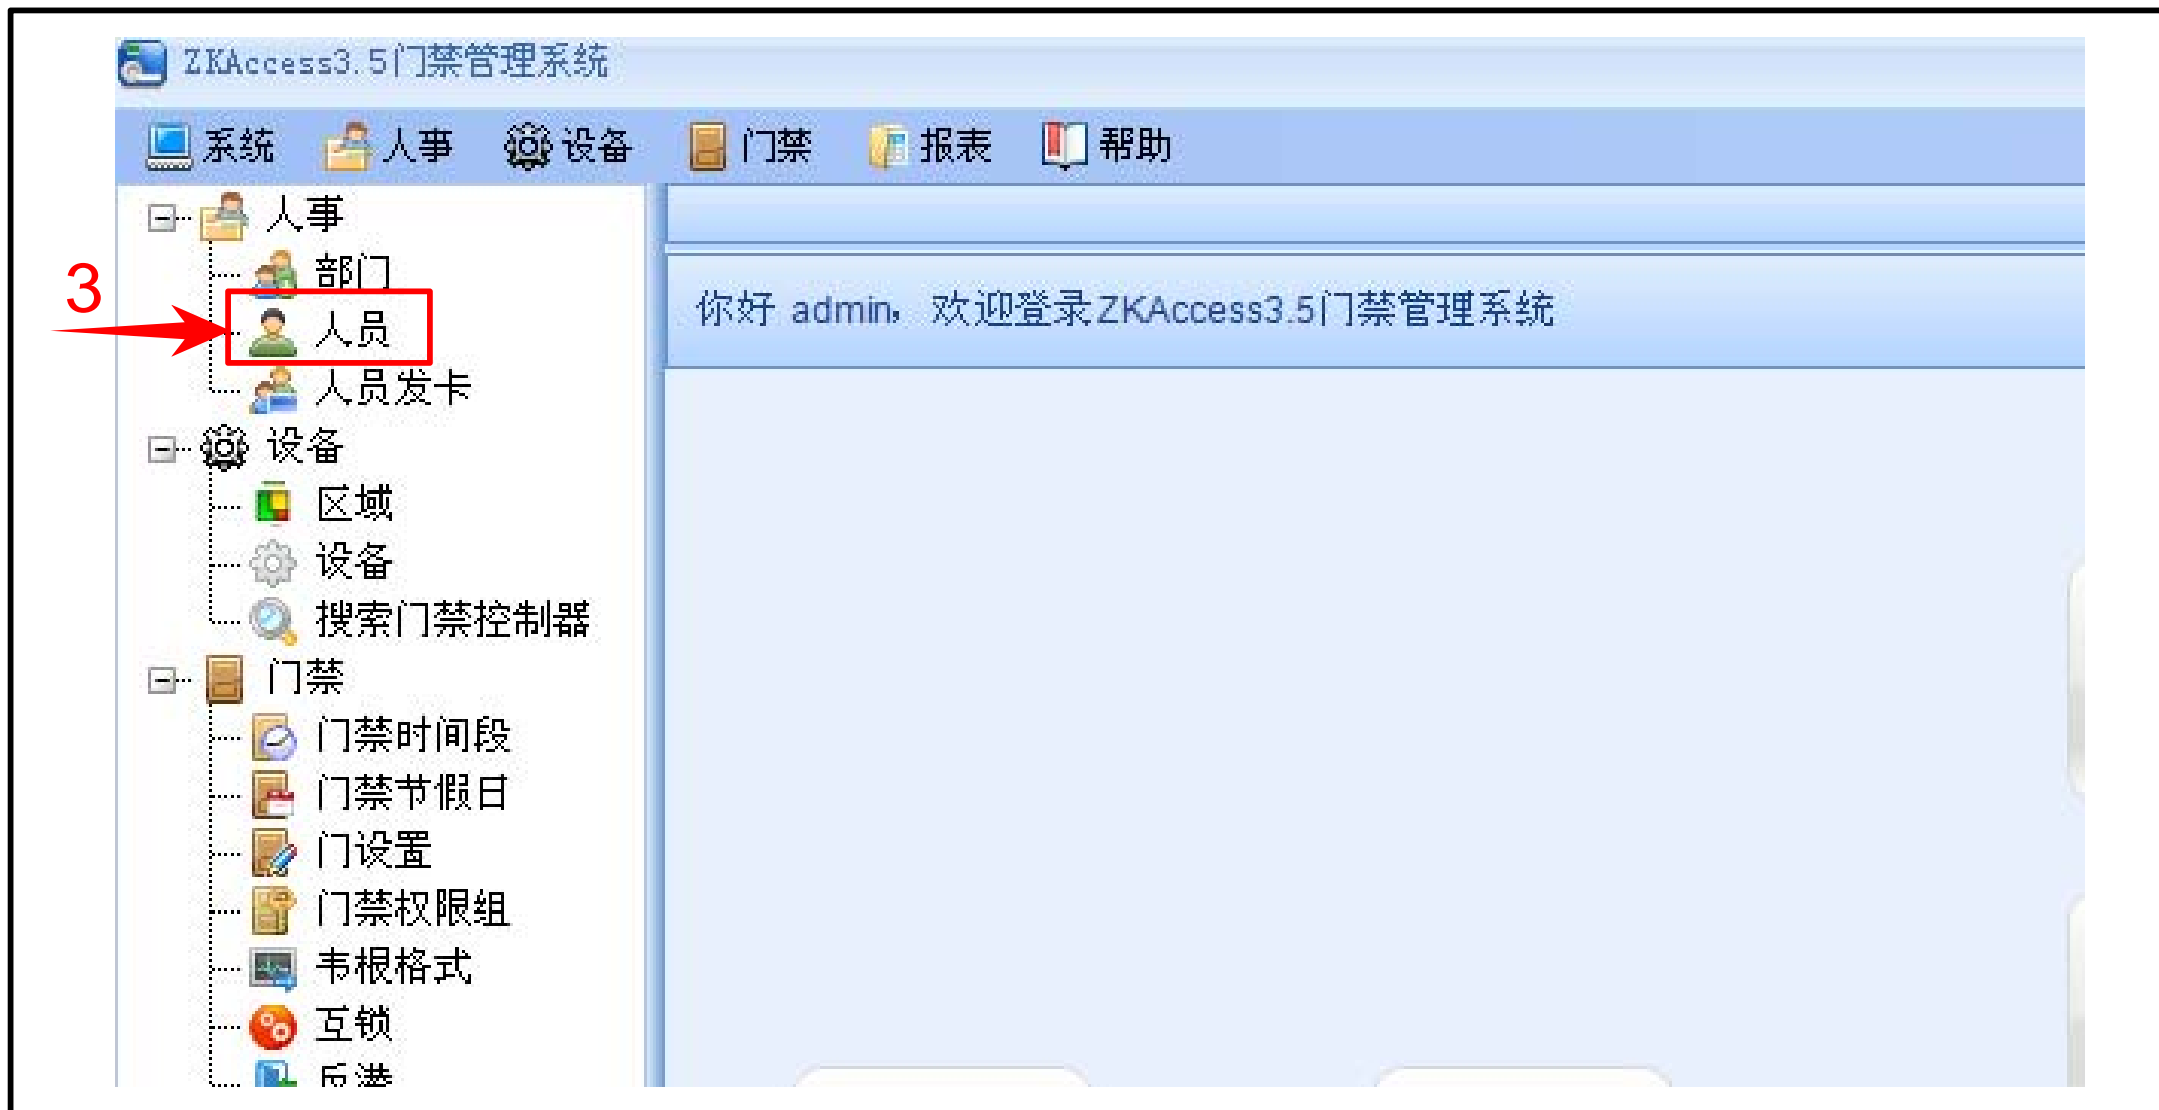 ZKAccess3.5门禁管理系统
系统 人事 设备 门禁 报表 帮助
人事
部门
3
人员
人员发卡
设备
区域
设备
搜索门禁控制器
门禁
门禁时间段
门禁节假日
门设置
门禁权限组
韦根格式
互锁
反潜
你好 admin，欢迎登录ZKAccess3.5门禁管理系统